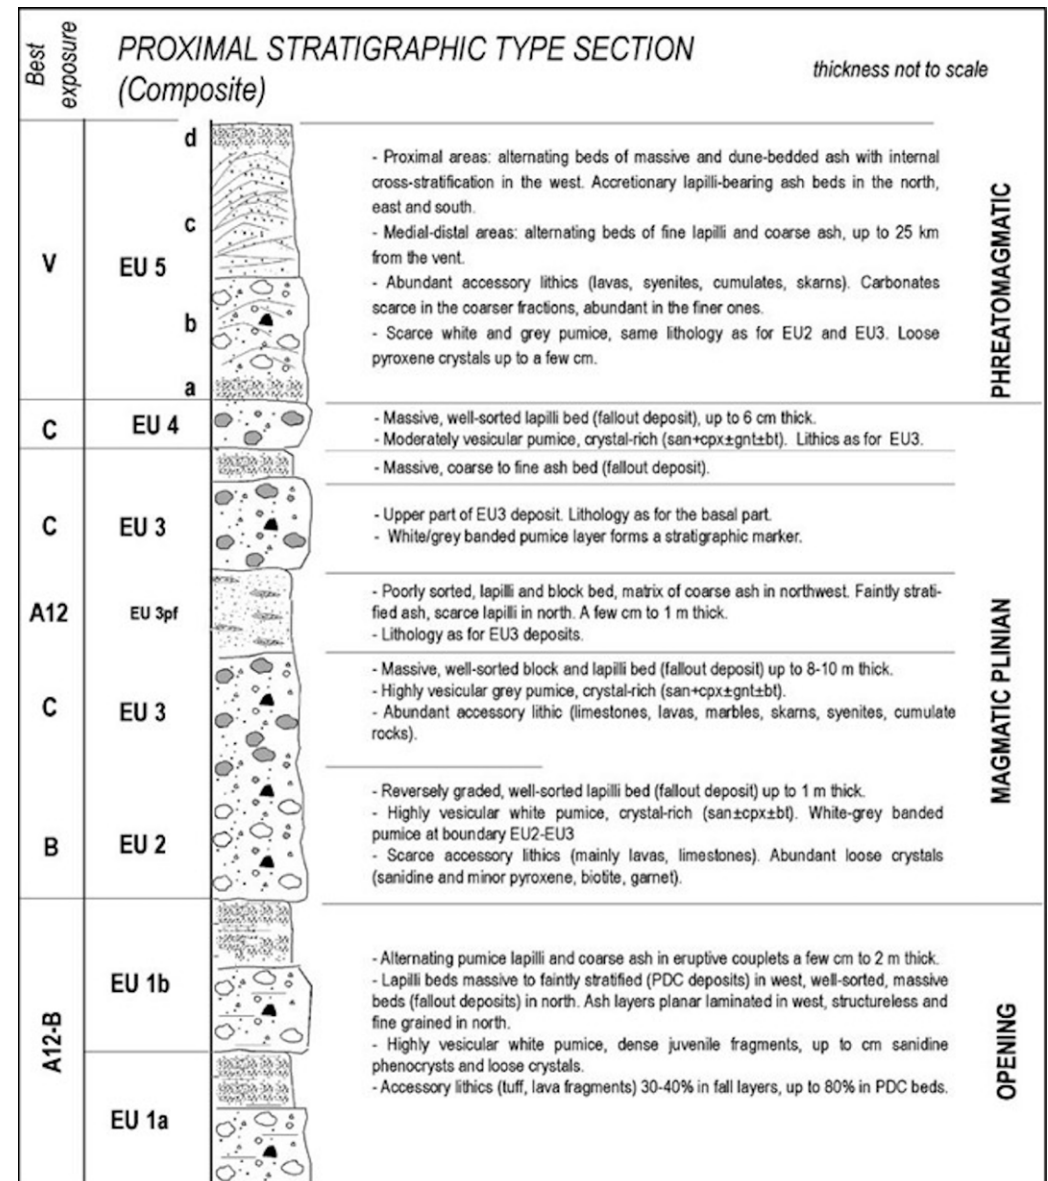 Best
exposure
PROXIMAL STRATIGRAPHIC TYPE SECTION
(Composite)
thickness not to scale
V
EU 5
d
c
b
a
- Proximal areas: alternating beds of massive and dune-bedded ash with internal
cross-stratification in the west. Accretionary lapilli-bearing ash beds in the north,
east and south.
- Medial-distal areas: alternating beds of fine lapilli and coarse ash, up to 25 km
from the vent.
- Abundant accessory lithics (lavas, syenites, cumulates, skarns). Carbonates
scarce in the coarser fractions, abundant in the finer ones.
- Scarce white and grey pumice, same lithology as for EU2 and EU3. Loose
pyroxene crystals up to a few cm.
PHREATOMAGMATIC
C
EU 4
- Massive, well-sorted lapilli bed (fallout deposit), up to 6 cm thick.
- Moderately vesicular pumice, crystal-rich (san+cpx±gnt±bt). Lithics as for EU3.
- Massive, coarse to fine ash bed (fallout deposit).
C
EU 3
- Upper part of EU3 deposit. Lithology as for the basal part.
- White/grey banded pumice layer forms a stratigraphic marker.
A12
EU 3pf
- Poorly sorted, lapilli and block bed, matrix of coarse ash in northwest. Faintly strati-
fied ash, scarce lapilli in north. A few cm to 1 m thick.
- Lithology as for EU3 deposits.
C
EU 3
- Massive, well-sorted block and lapilli bed (fallout deposit) up to 8-10 m thick.
- Highly vesicular grey pumice, crystal-rich (san+cpx±gnt±bt).
- Abundant accessory lithic (limestones, lavas, marbles, skarns, syenites, cumulate
rocks).
MAGMATIC PLINIAN
B
EU 2
- Reversely graded, well-sorted lapilli bed (fallout deposit) up to 1 m thick.
- Highly vesicular white pumice, crystal-rich (san±cpx±bt). White-grey banded
pumice at boundary EU2-EU3
- Scarce accessory lithics (mainly lavas, limestones). Abundant loose crystals
(sanidine and minor pyroxene, biotite, garnet).
A12-B
EU 1b
EU 1a
- Alternating pumice lapilli and coarse ash in eruptive couplets a few cm to 2 m thick.
- Lapilli beds massive to faintly stratified (PDC deposits) in west, well-sorted, massive
beds (fallout deposits) in north. Ash layers planar laminated in west, structureless and
fine grained in north.
- Highly vesicular white pumice, dense juvenile fragments, up to cm sanidine
phenocrysts and loose crystals.
- Accessory lithics (tuff, lava fragments) 30-40% in fall layers, up to 80% in PDC beds.
OPENING